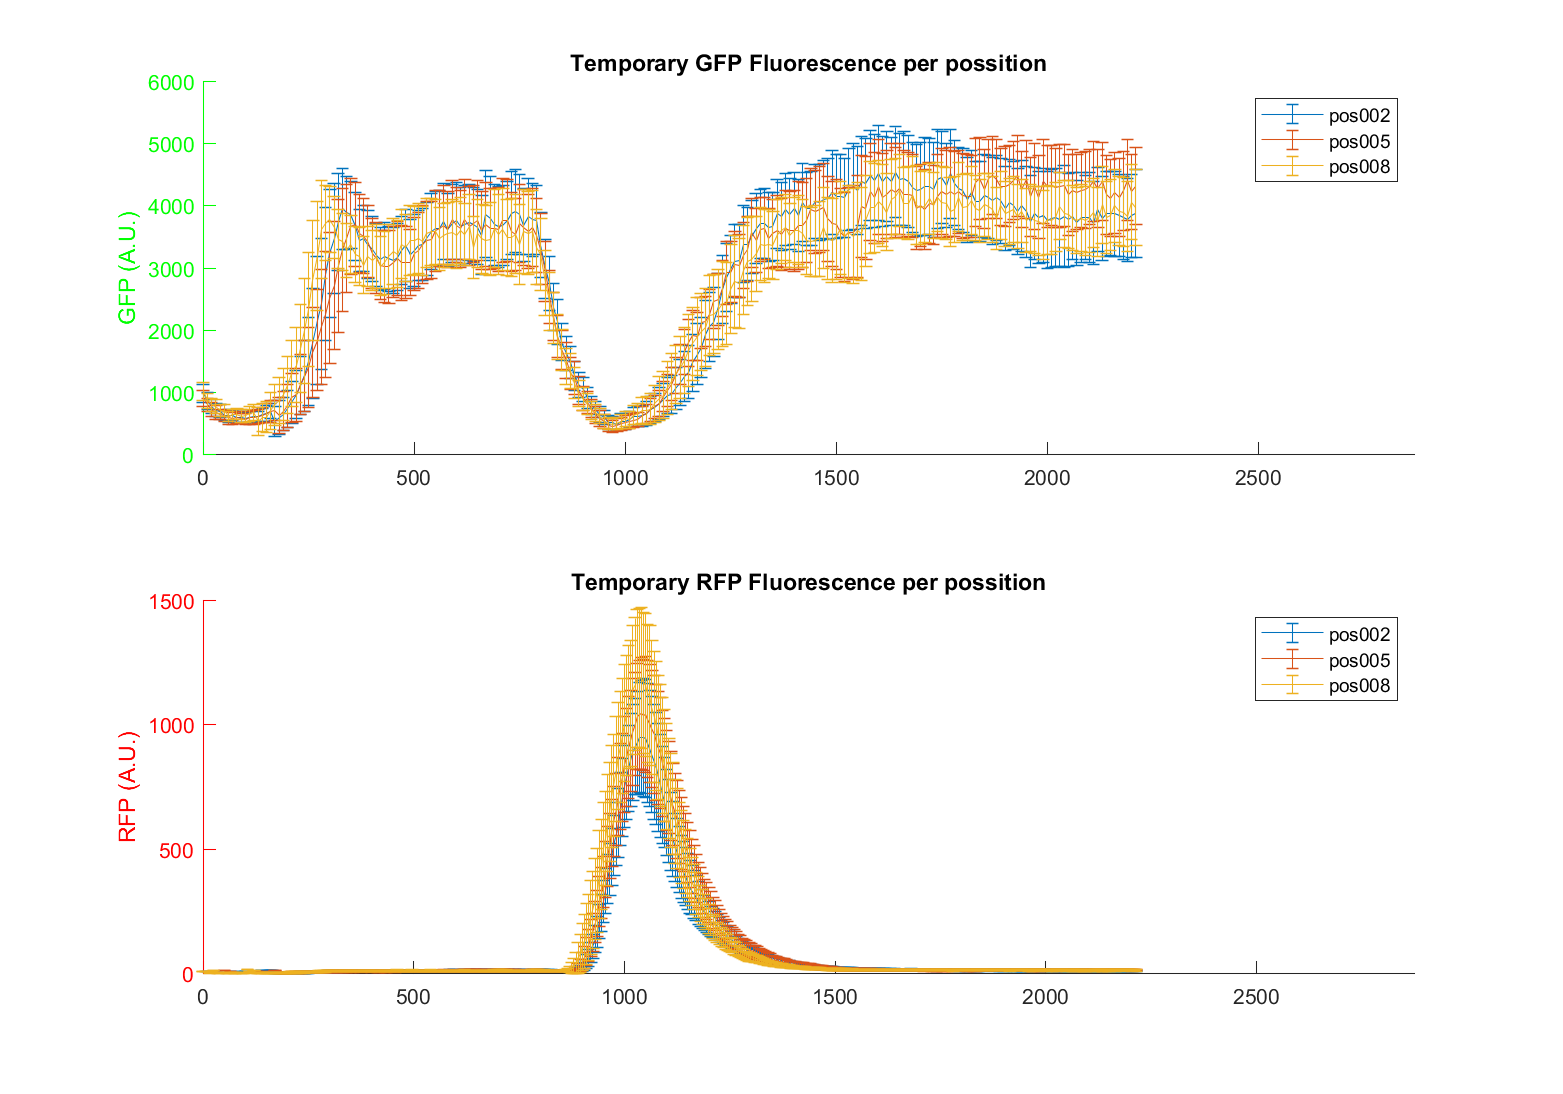 Temporary GFP Fluorescence per possition
6000
5000
4000
3000
2000
1000
0
GFP (A.U.)
0 500 1000 1500 2000 2500
pos002
pos005
pos008
Temporary RFP Fluorescence per possition
1500
1000
500
0
RFP (A.U.)
0 500 1000 1500 2000 2500
pos002
pos005
pos008